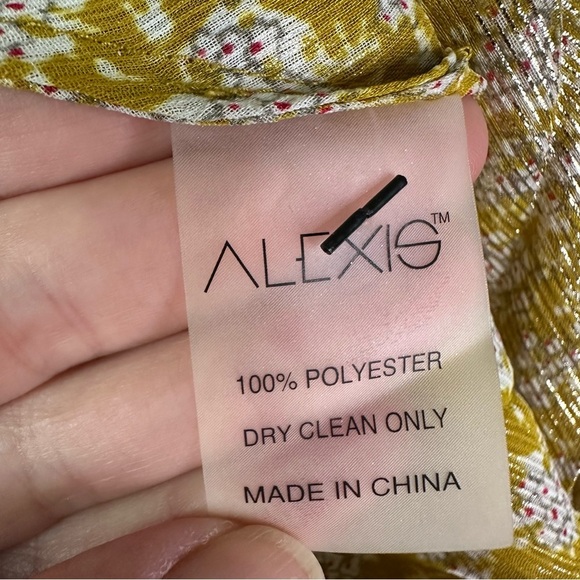 ALEXIS™
100% POLYESTER
DRY CLEAN ONLY
MADE IN CHINA